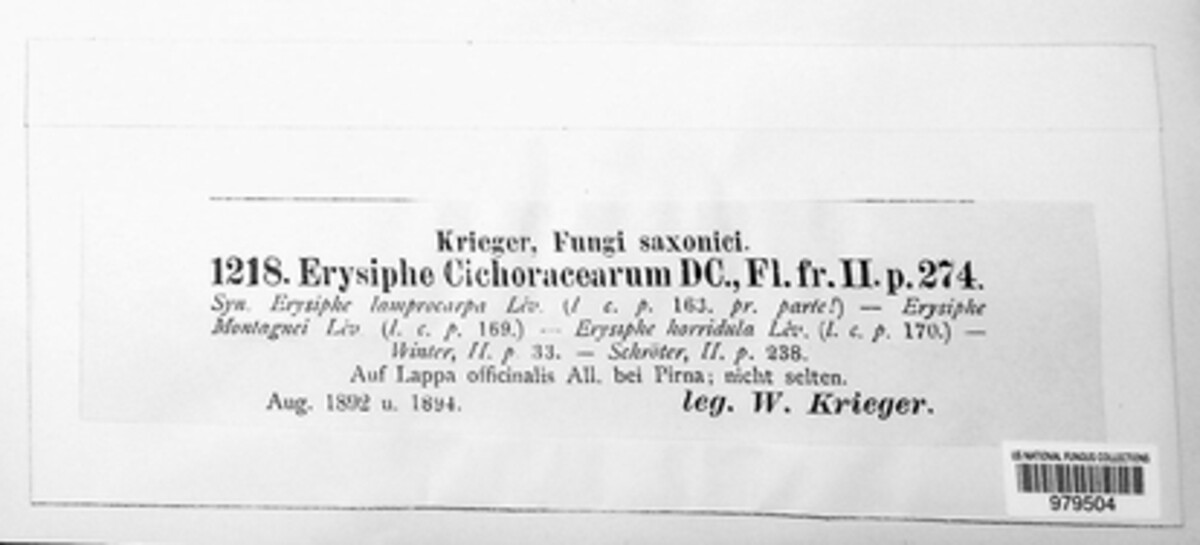 Krieger, Fungi saxonici.
1218. Erysiphe Cichoracearum DC., Fl. fr. II. p. 274.
Syn. Erysiphe lamprocarpa Lév. (l c. p. 163. pr. parte!) — Erysiphe
Montagnei Lév (l. c. p. 169.) — Erysiphe horridula Lév. (l. c. p. 170.) —
Winter, II. p 33. — Schröter, II. p. 238.
Auf Lappa officinalis All. bei Pirna; nicht selten.
Aug. 1892 u. 1894. leg. W. Krieger.
US NATIONAL FUNGUS COLLECTIONS
979504